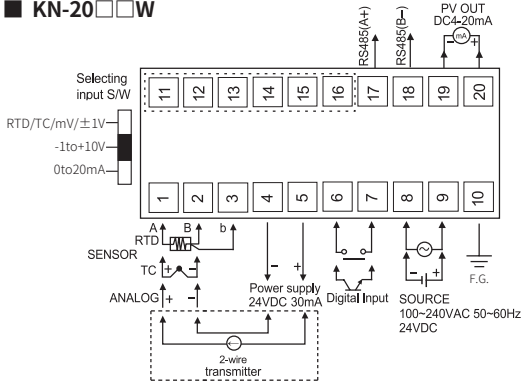 ■ KN-20□□W
RS485(A+)
RS485(B−)
PV OUT
DC4-20mA
− mA +
Selecting
input S/W
11 12 13 14 15 16 17 18 19 20
RTD/TC/mV/±1V
-1to+10V
0to20mA
1 2 3 4 5 6 7 8 9 10
A B b
RTD
SENSOR
TC + −
ANALOG + −
− +
Power supply
24VDC 30mA
Digital Input
− +
SOURCE
100~240VAC 50~60Hz
24VDC
F.G.
2-wire
transmitter